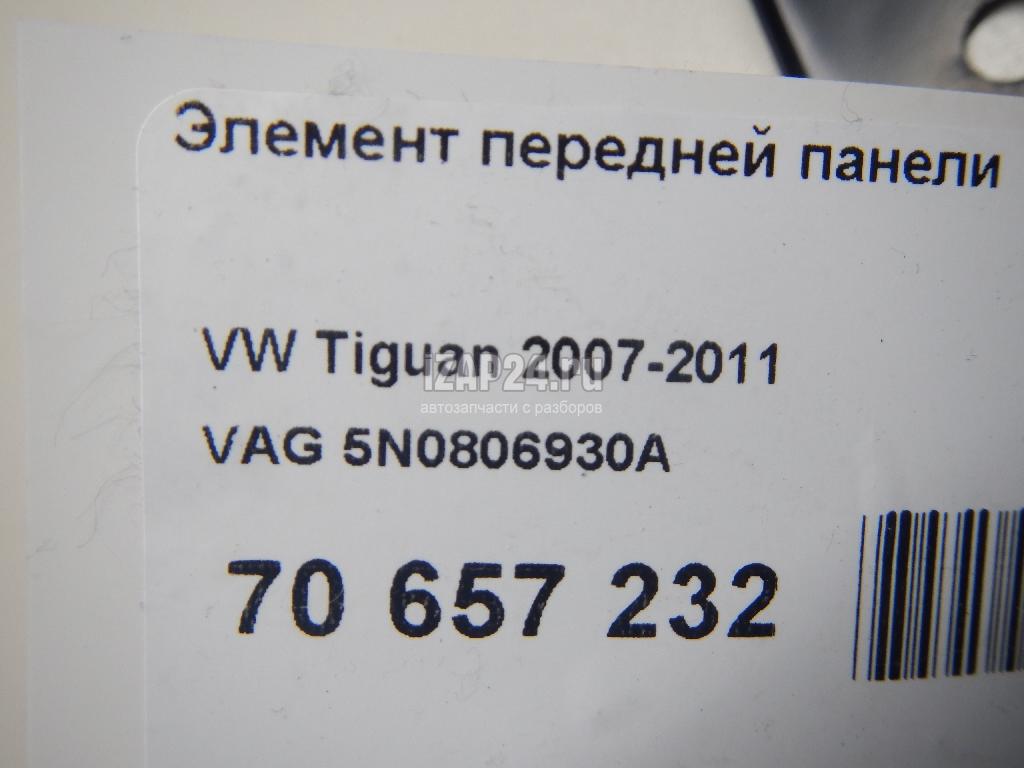 Элемент передней панели
VW Tiguan 2007-2011
iZAP24.ru
автозапчасти с разборов
VAG 5N0806930A
70 657 232